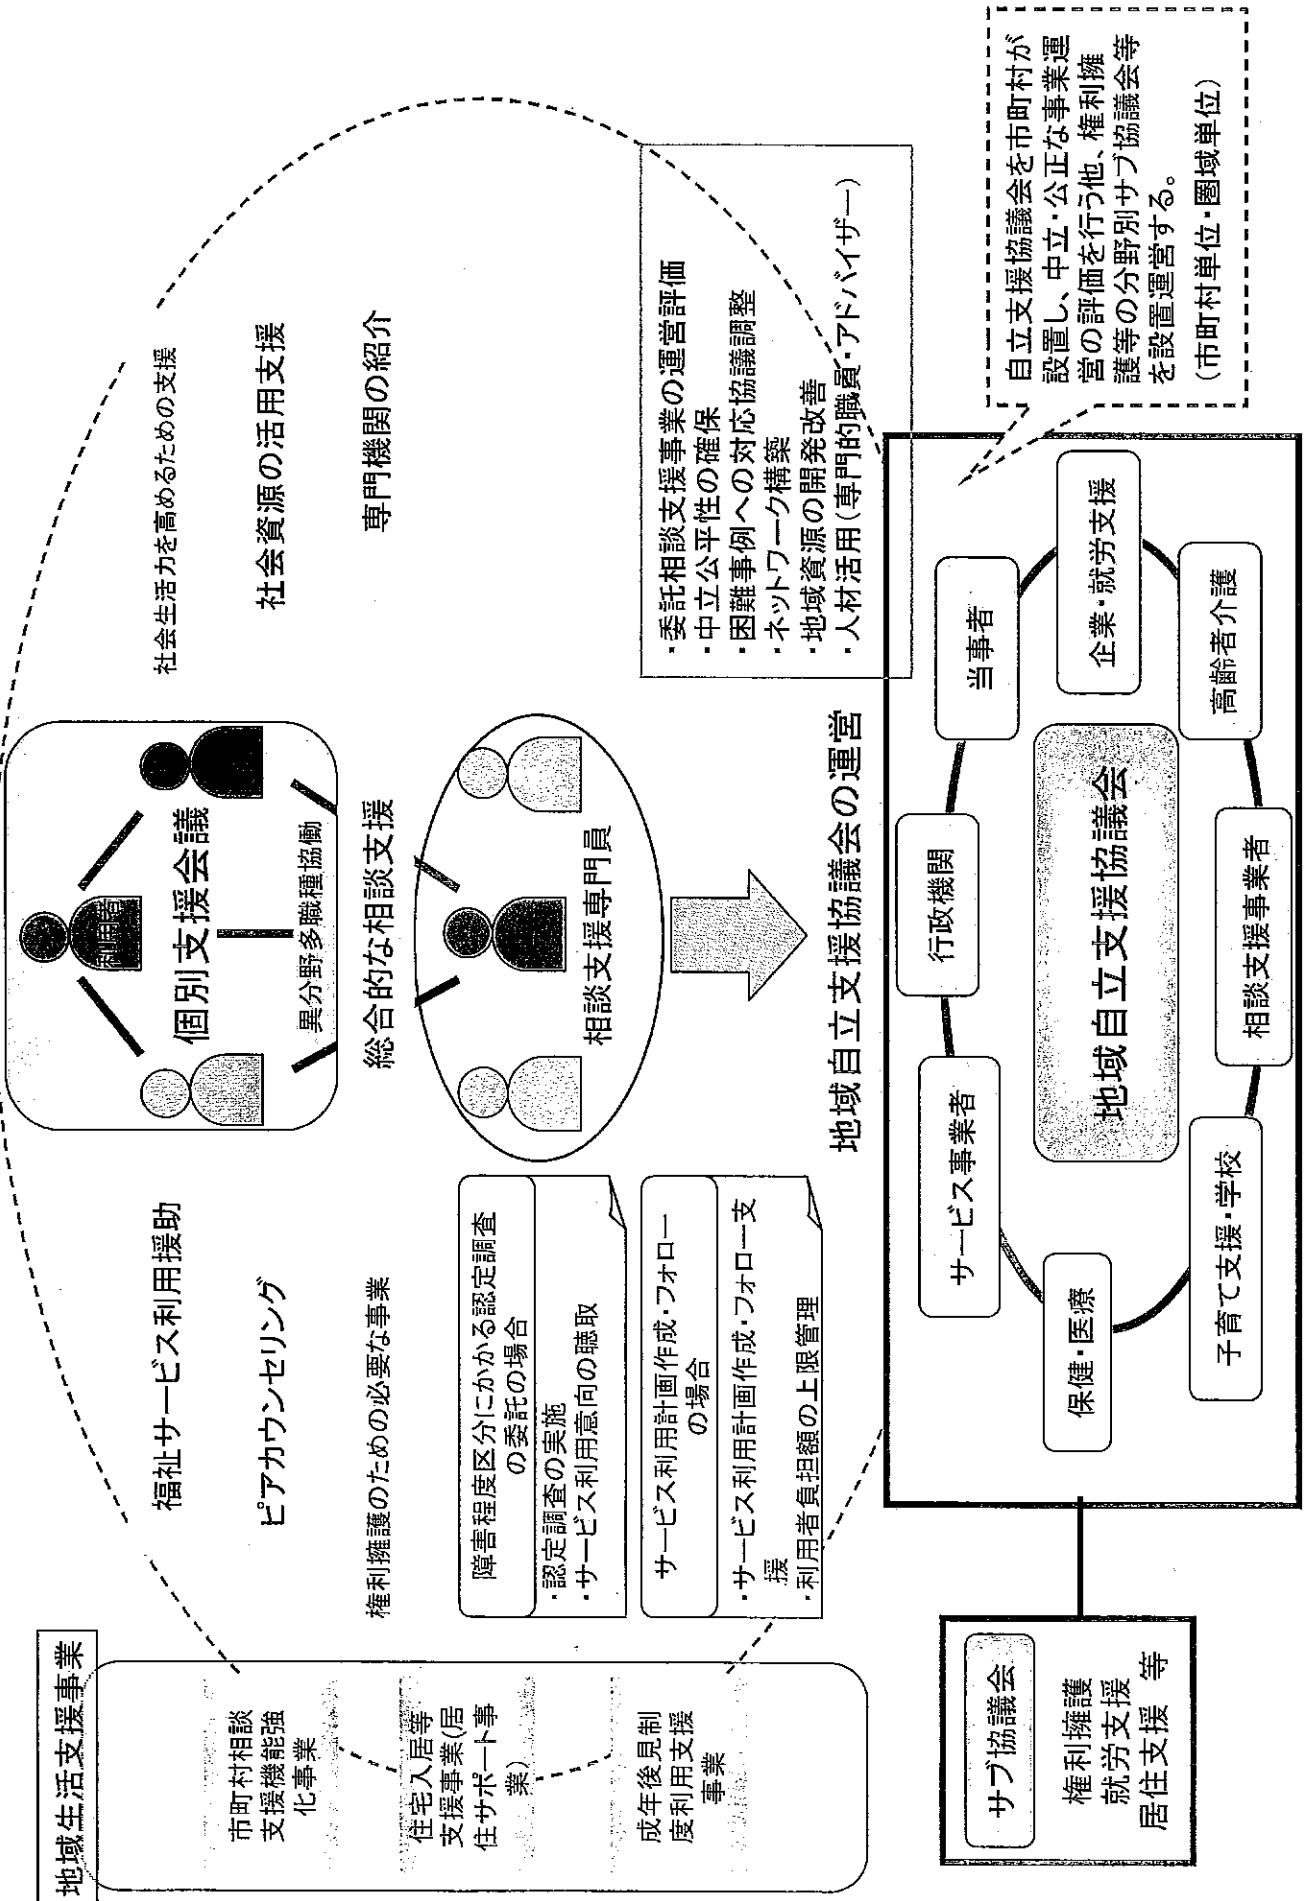 地域生活支援事業
市町村相談
支援機能強
化事業
住宅入居等
支援事業(居
住サポート事
業)
成年後見制
度利用支援
事業
福祉サービス利用援助
ピアカウンセリング
権利擁護のための必要な事業
障害程度区分にかかる認定調査
の委託の場合
・認定調査の実施
・サービス利用意向の聴取
サービス利用計画作成・フォロー
の場合
・サービス利用計画作成・フォロー支
援
・利用者負担額の上限管理
利用者
個別支援会議
異分野多職種協働
総合的な相談支援
相談支援専門員
地域自立支援協議会の運営
社会生活力を高めるための支援
社会資源の活用支援
専門機関の紹介
・委託相談支援事業の運営評価
・中立公平性の確保
・困難事例への対応協議調整
・ネットワーク構築
・地域資源の開発改善
・人材活用(専門的職員・アドバイザー)
サブ協議会
権利擁護
就労支援
居住支援 等
保健・医療
サービス事業者
行政機関
当事者
企業・就労支援
地域自立支援協議会
子育て支援・学校
相談支援事業者
高齢者介護
自立支援協議会を市町村が
設置し、中立・公正な事業運
営の評価を行う他、権利擁
護等の分野別サブ協議会等
を設置運営する。
(市町村単位・圏域単位)